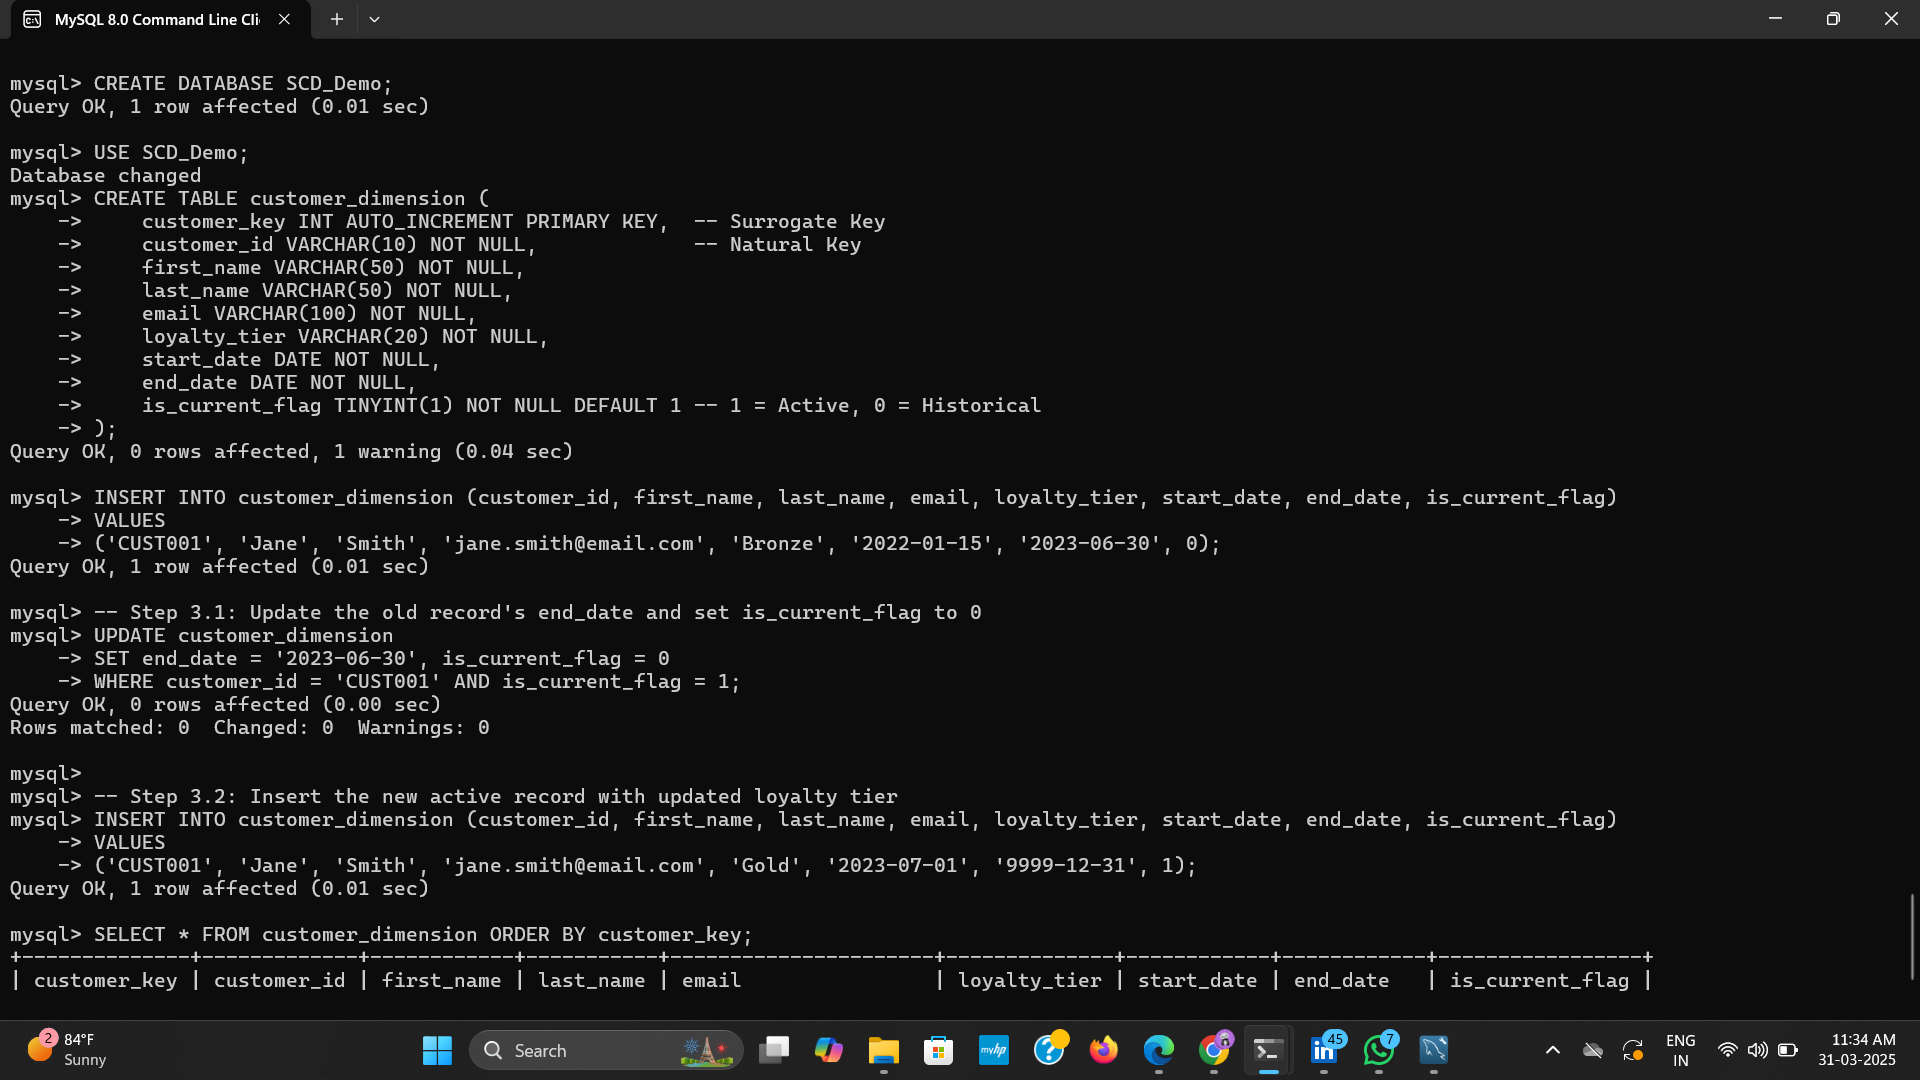 MySQL 8.0 Command Line Cli
mysql> CREATE DATABASE SCD_Demo;
Query OK, 1 row affected (0.01 sec)
mysql> USE SCD_Demo;
Database changed
mysql> CREATE TABLE customer_dimension (
    ->     customer_key INT AUTO_INCREMENT PRIMARY KEY,  -- Surrogate Key
    ->     customer_id VARCHAR(10) NOT NULL,             -- Natural Key
    ->     first_name VARCHAR(50) NOT NULL,
    ->     last_name VARCHAR(50) NOT NULL,
    ->     email VARCHAR(100) NOT NULL,
    ->     loyalty_tier VARCHAR(20) NOT NULL,
    ->     start_date DATE NOT NULL,
    ->     end_date DATE NOT NULL,
    ->     is_current_flag TINYINT(1) NOT NULL DEFAULT 1 -- 1 = Active, 0 = Historical
    -> );
Query OK, 0 rows affected, 1 warning (0.04 sec)
mysql> INSERT INTO customer_dimension (customer_id, first_name, last_name, email, loyalty_tier, start_date, end_date, is_current_flag)
    -> VALUES
    -> ('CUST001', 'Jane', 'Smith', 'jane.smith@email.com', 'Bronze', '2022-01-15', '2023-06-30', 0);
Query OK, 1 row affected (0.01 sec)
mysql> -- Step 3.1: Update the old record's end_date and set is_current_flag to 0
mysql> UPDATE customer_dimension
    -> SET end_date = '2023-06-30', is_current_flag = 0
    -> WHERE customer_id = 'CUST001' AND is_current_flag = 1;
Query OK, 0 rows affected (0.00 sec)
Rows matched: 0  Changed: 0  Warnings: 0
mysql>
mysql> -- Step 3.2: Insert the new active record with updated loyalty tier
mysql> INSERT INTO customer_dimension (customer_id, first_name, last_name, email, loyalty_tier, start_date, end_date, is_current_flag)
    -> VALUES
    -> ('CUST001', 'Jane', 'Smith', 'jane.smith@email.com', 'Gold', '2023-07-01', '9999-12-31', 1);
Query OK, 1 row affected (0.01 sec)
mysql> SELECT * FROM customer_dimension ORDER BY customer_key;
+--------------+-------------+------------+-----------+----------------------+--------------+------------+------------+-----------------+
| customer_key | customer_id | first_name | last_name | email                | loyalty_tier | start_date | end_date   | is_current_flag |
2
84°F
Sunny
Search
myhp
45
7
ENG
IN
11:34 AM
31-03-2025